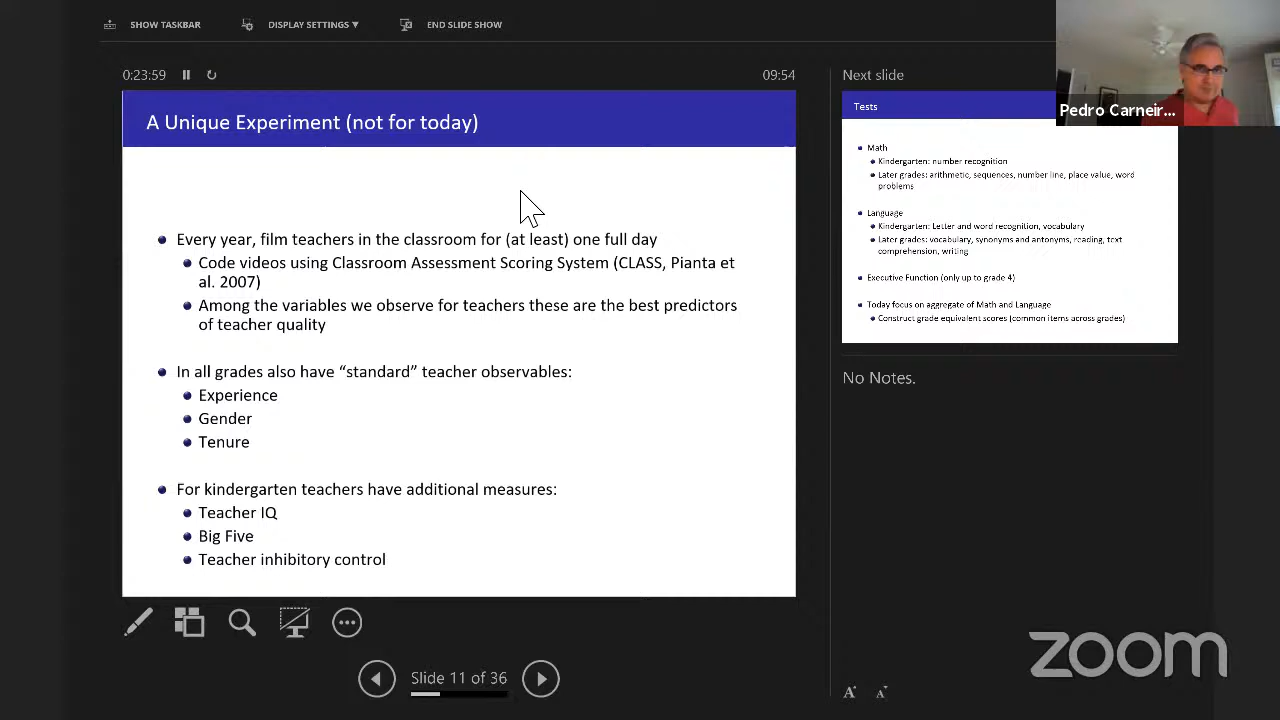 SHOW TASKBAR
DISPLAY SETTINGS ▼
END SLIDE SHOW
0:23:59
09:54
A Unique Experiment (not for today)
Every year, film teachers in the classroom for (at least) one full day
Code videos using Classroom Assessment Scoring System (CLASS, Pianta et
al. 2007)
Among the variables we observe for teachers these are the best predictors
of teacher quality
In all grades also have “standard” teacher observables:
Experience
Gender
Tenure
For kindergarten teachers have additional measures:
Teacher IQ
Big Five
Teacher inhibitory control
Slide 11 of 36
Next slide
Pedro Carneir...
Tests
Math
Kindergarten: number recognition
Later grades: arithmetic, sequences, number line, place value, word
problems
Language
Kindergarten: Letter and word recognition, vocabulary
Later grades: vocabulary, synonyms and antonyms, reading, text
comprehension, writing
Executive Function (only up to grade 4)
Today focus on aggregate of Math and Language
Construct grade equivalent scores (common items across grades)
No Notes.
zoom
A A